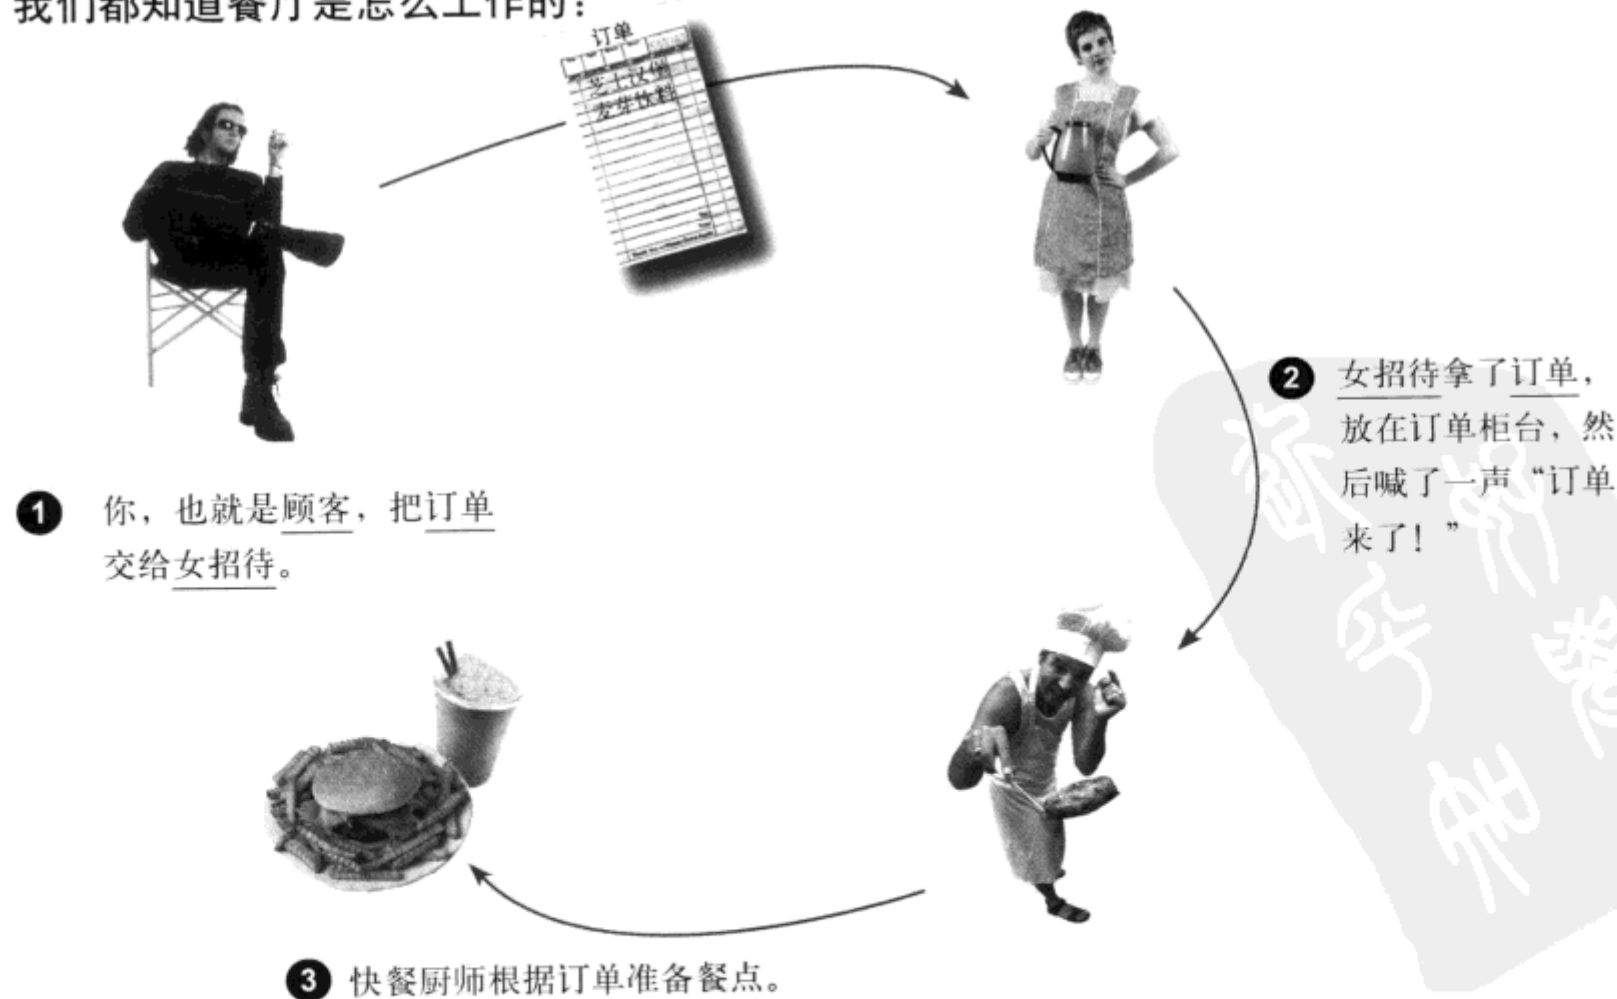 我们都知道餐厅是怎么工作的：
订单
芝士汉堡
麦芽饮料
2 女招待拿了订单，
放在订单柜台，然
后喊了一声“订单
来了！”
1 你，也就是顾客，把订单
交给女招待。
3 快餐厨师根据订单准备餐点。